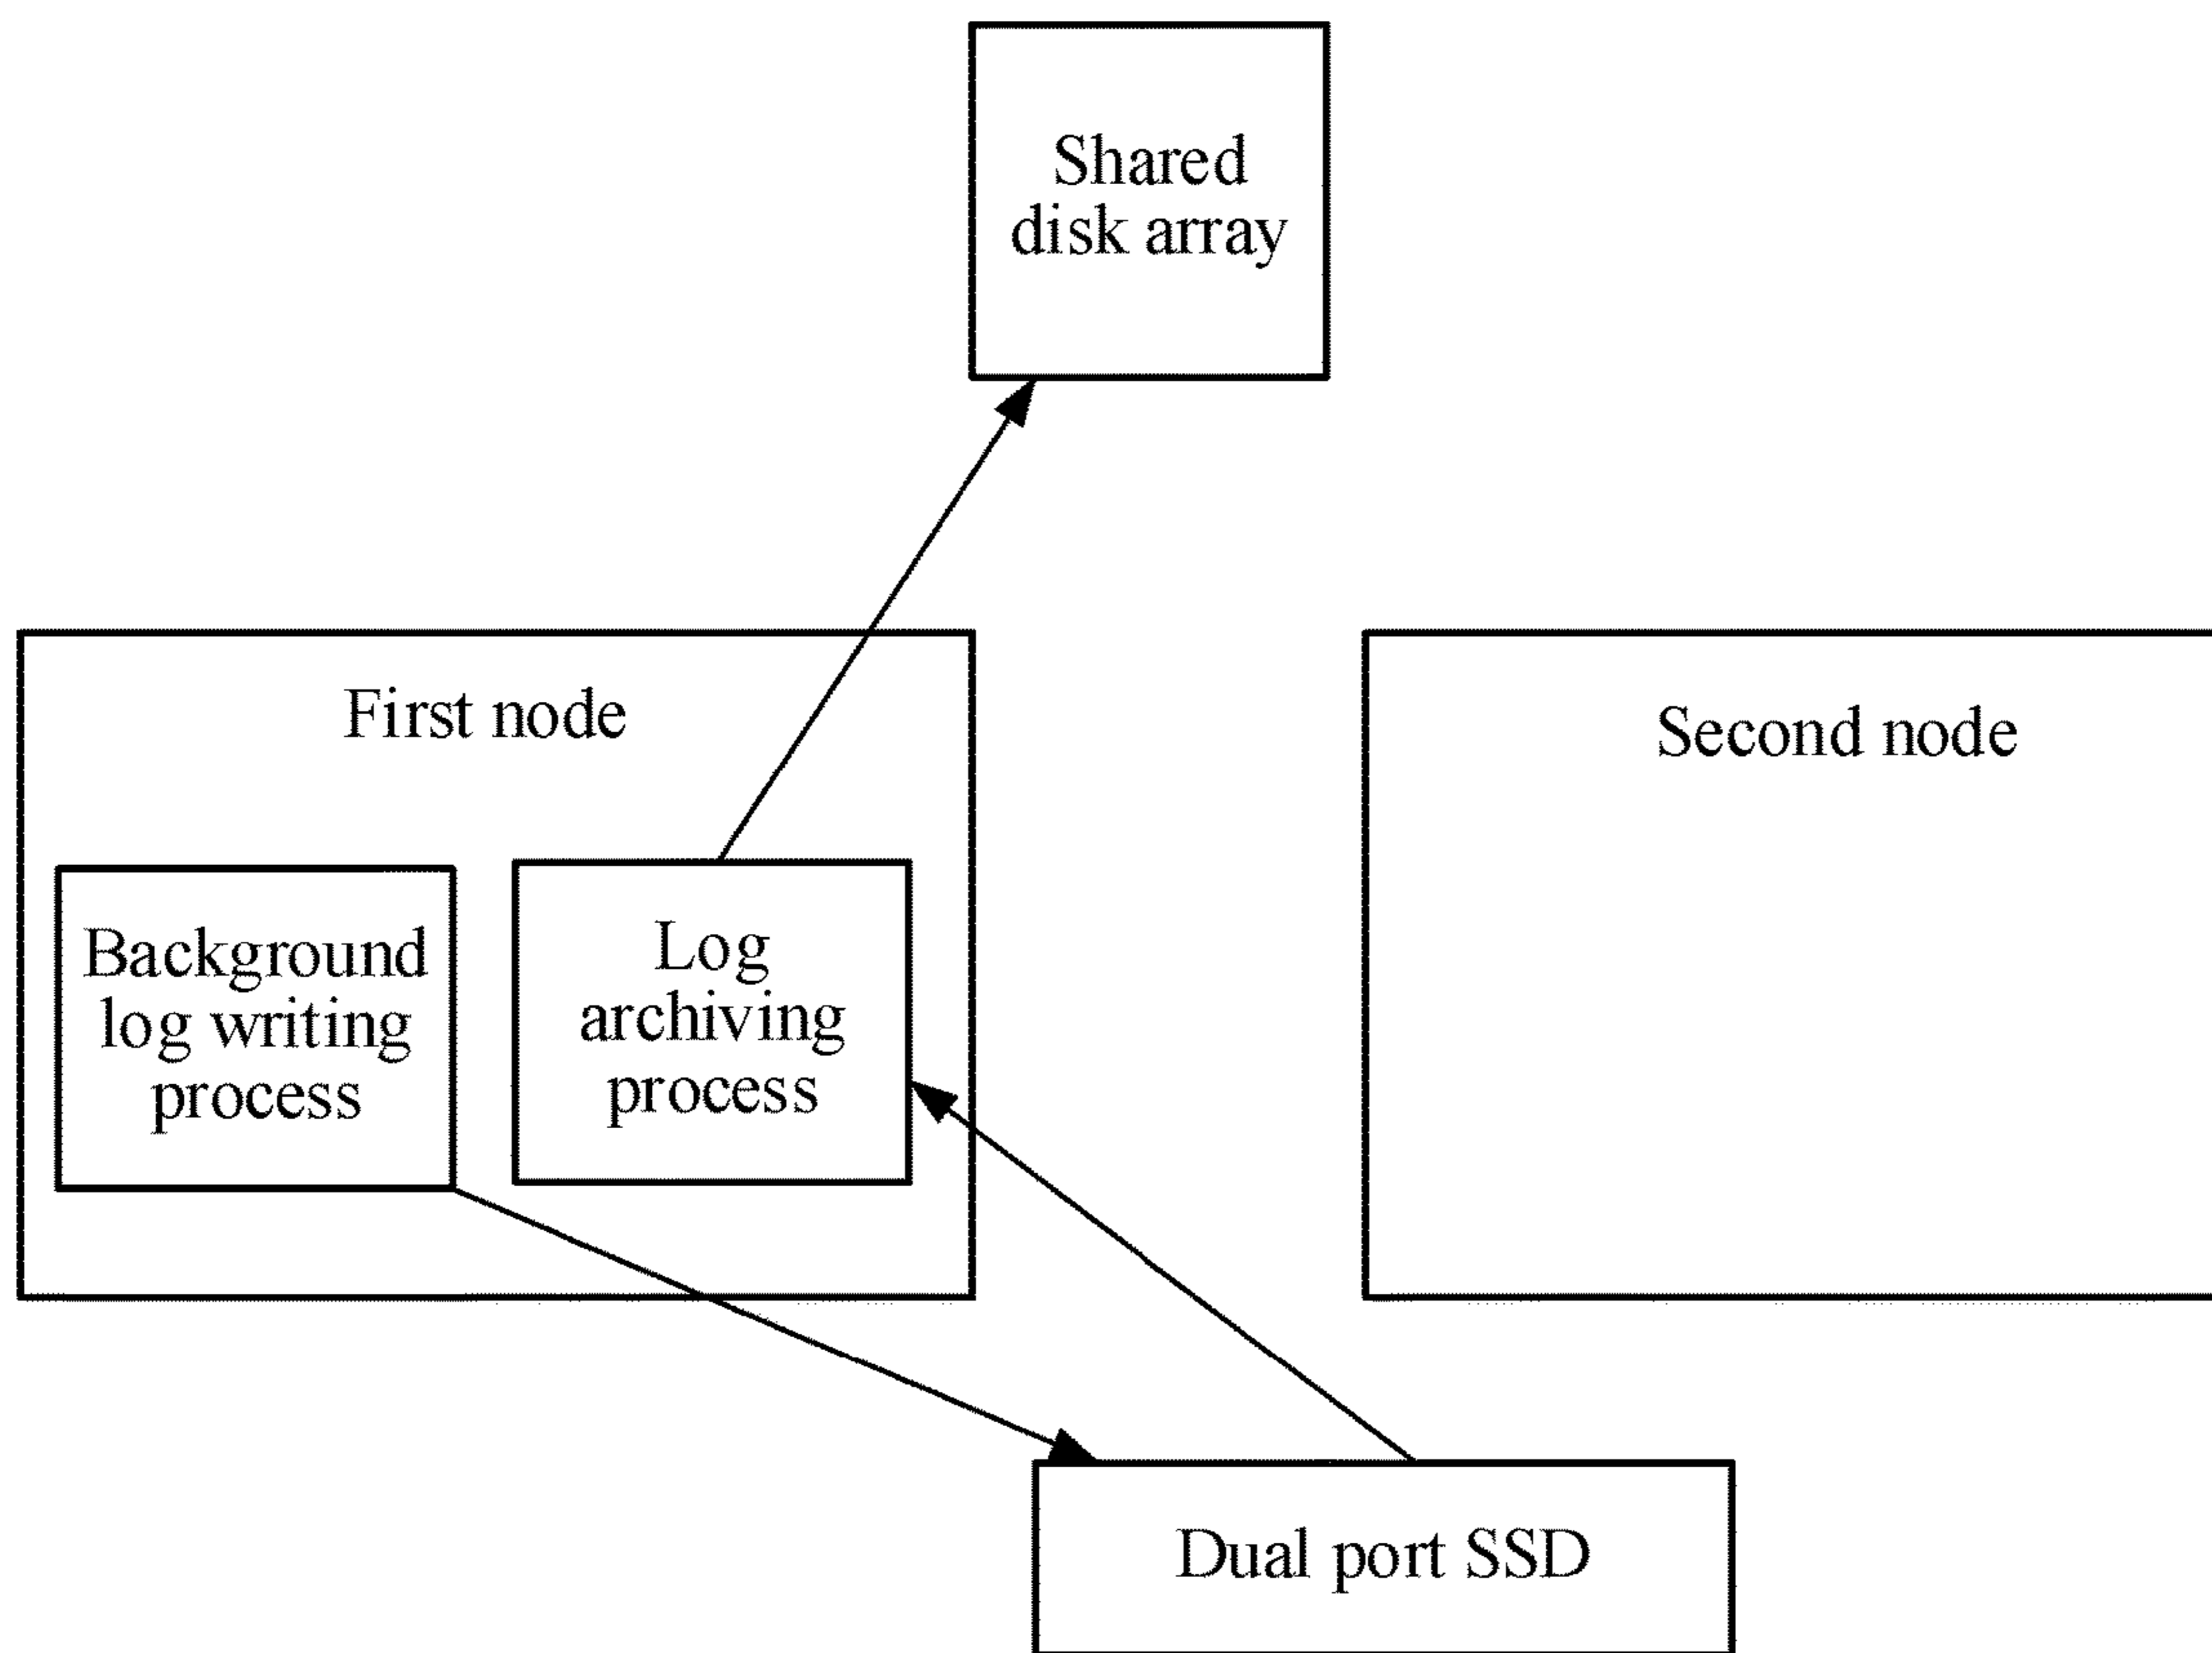 Shared
disk array
First node
Second node
Background
log writing
process
Log
archiving
process
Dual port SSD